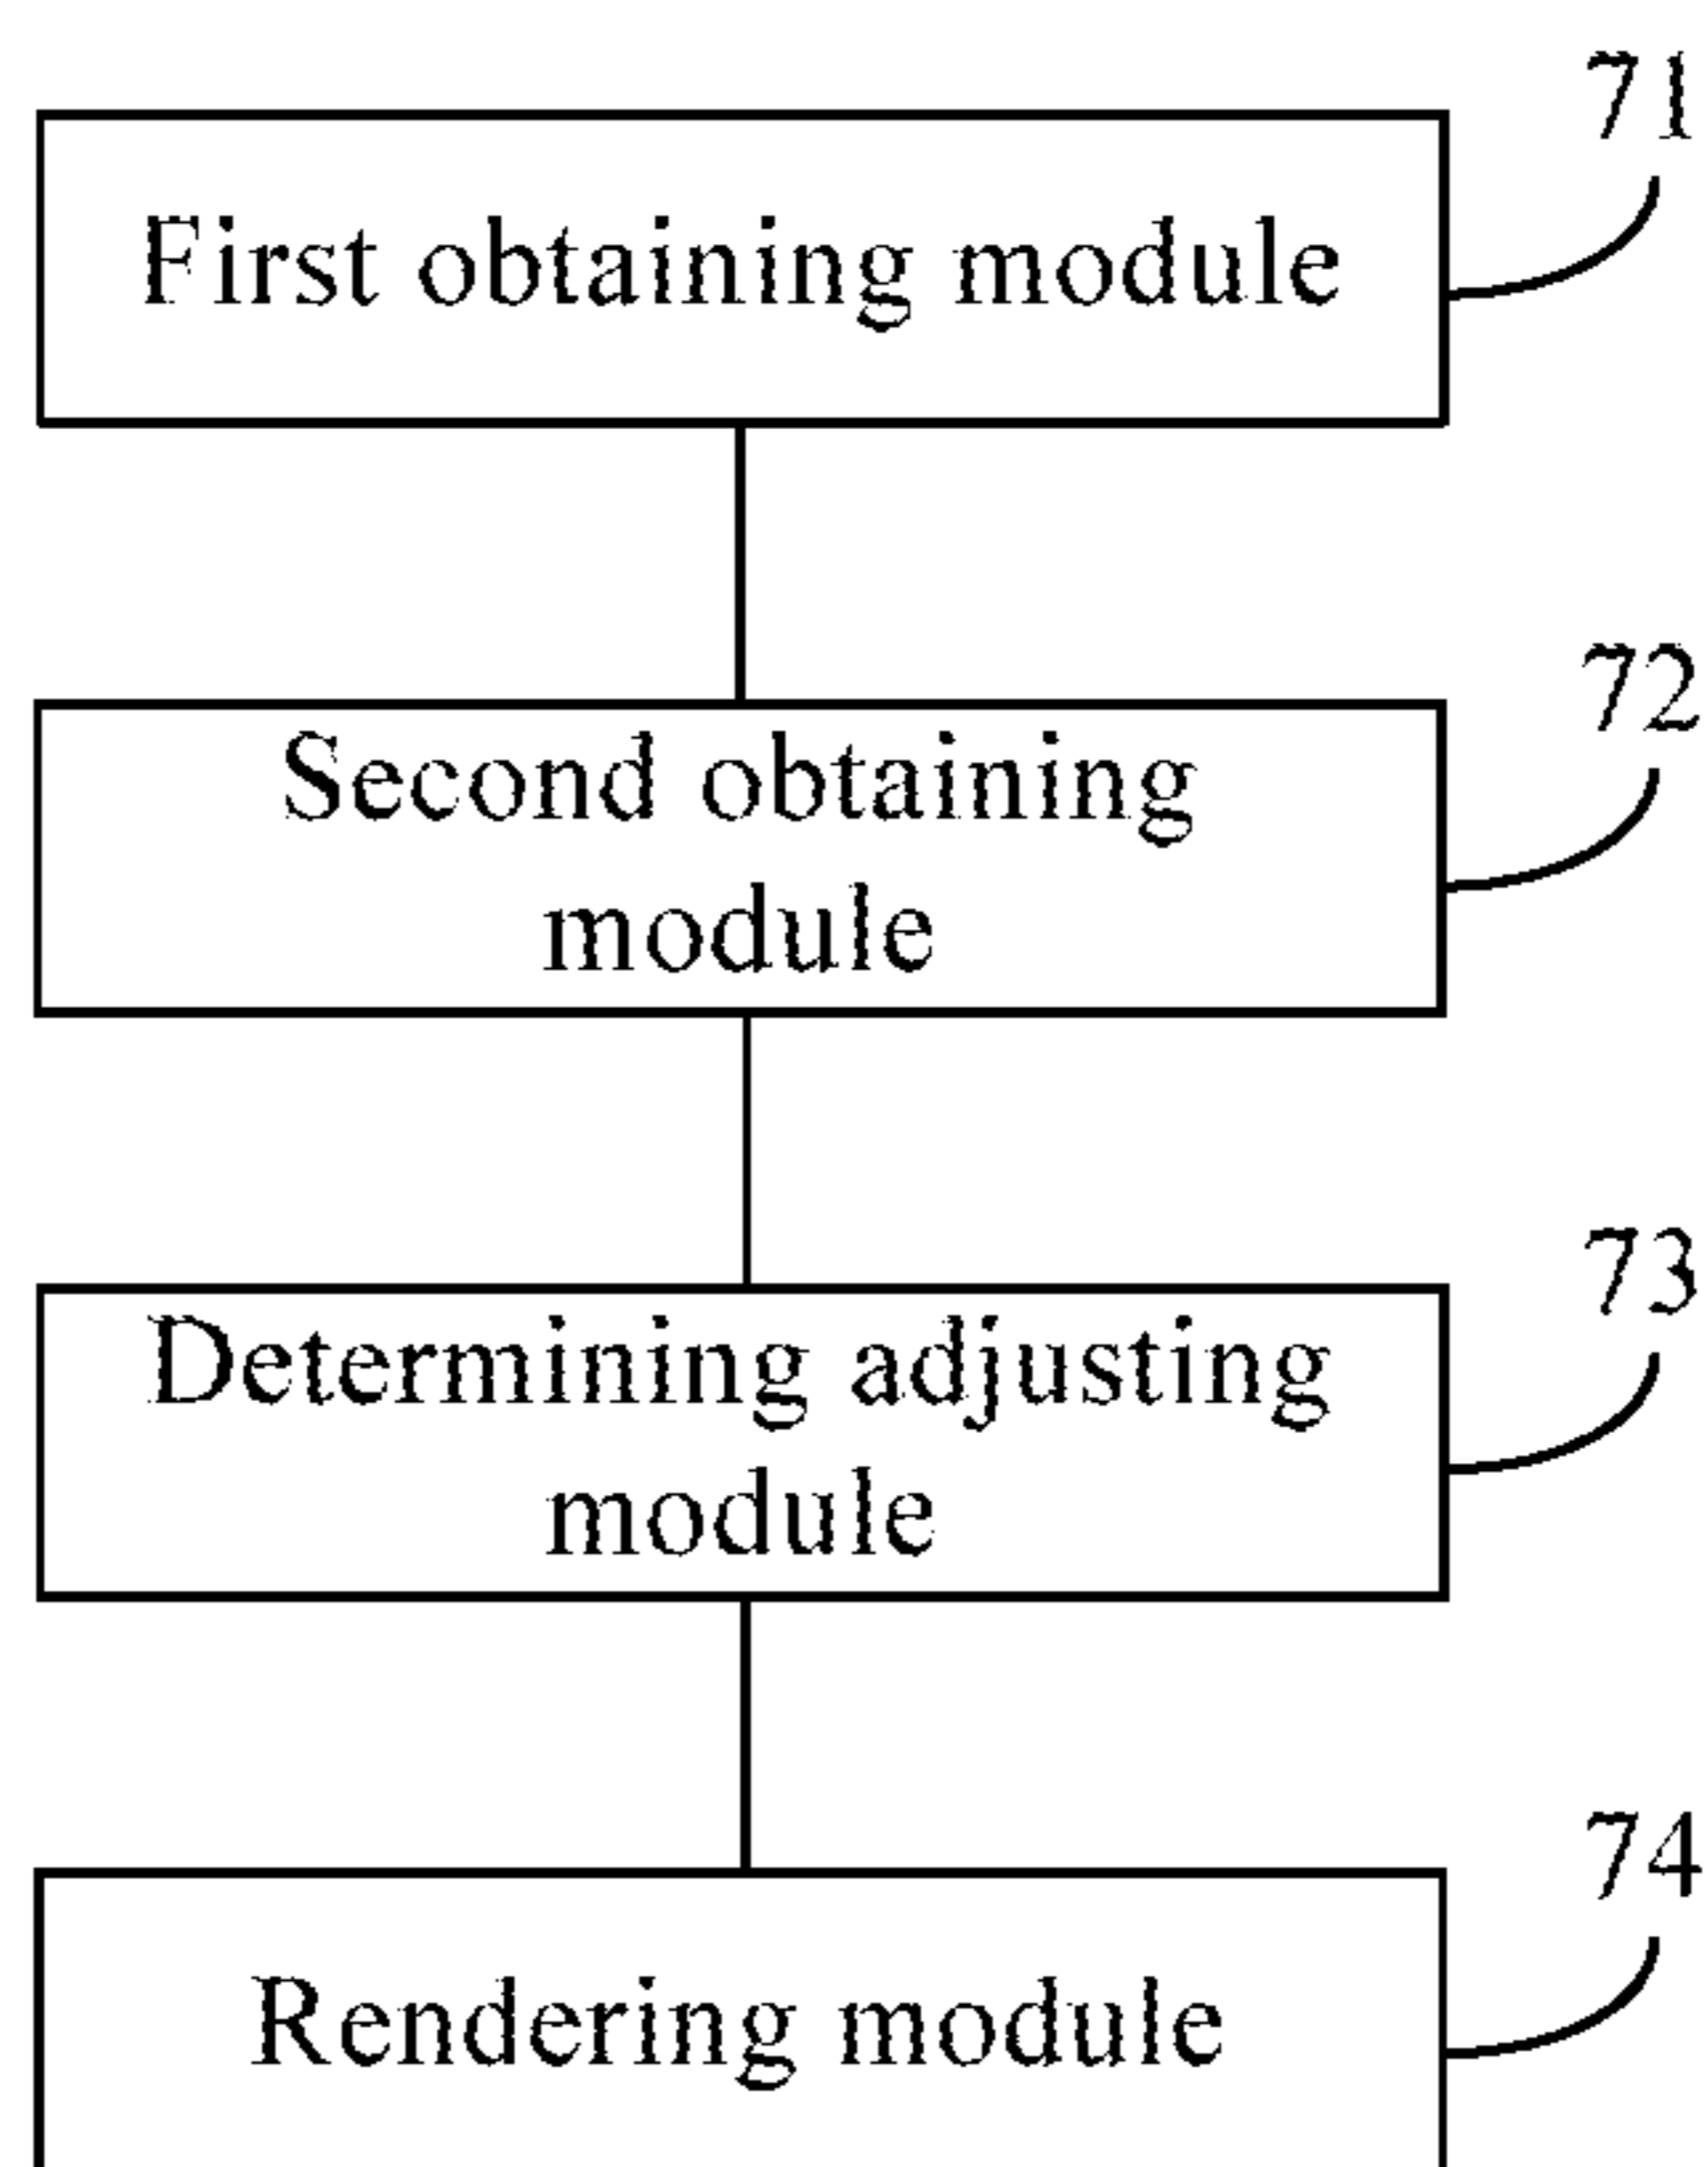 71
First obtaining module
72
Second obtaining
module
73
Determining adjusting
module
74
Rendering module